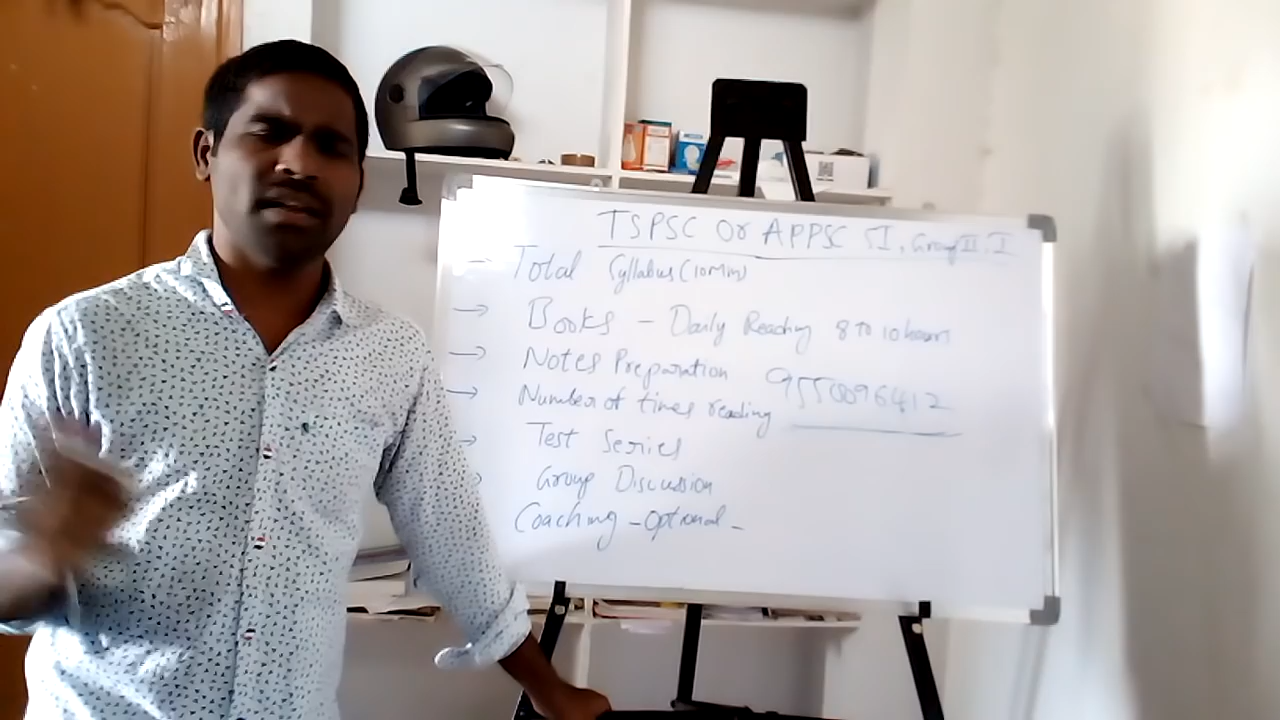 TSPSC Or APPSC SI, Group II, I
→ Total Syllabus (10Mm)
→ Books - Daily Reading 8 to 10 hours
→ Notes Preparation
9550096412
→ Number of times reading
→ Test Series
Group Discussion
Coaching - Optional -